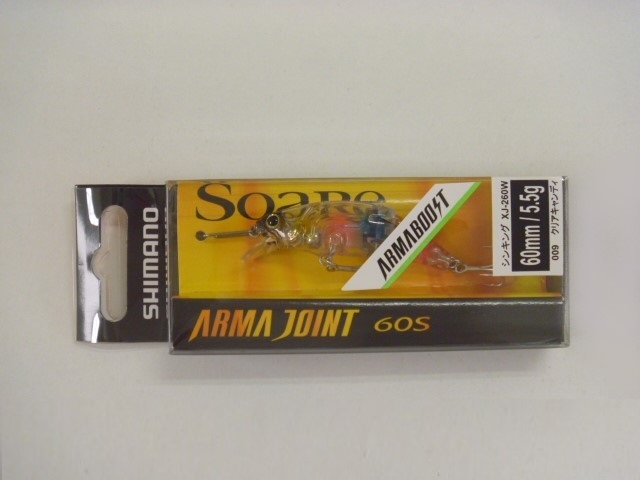 SHIMANO
Soare
ARMABOOST
シンキング XJ-260W
60mm / 5.5g
009 クリアキャンディ
ARMA JOINT 60S